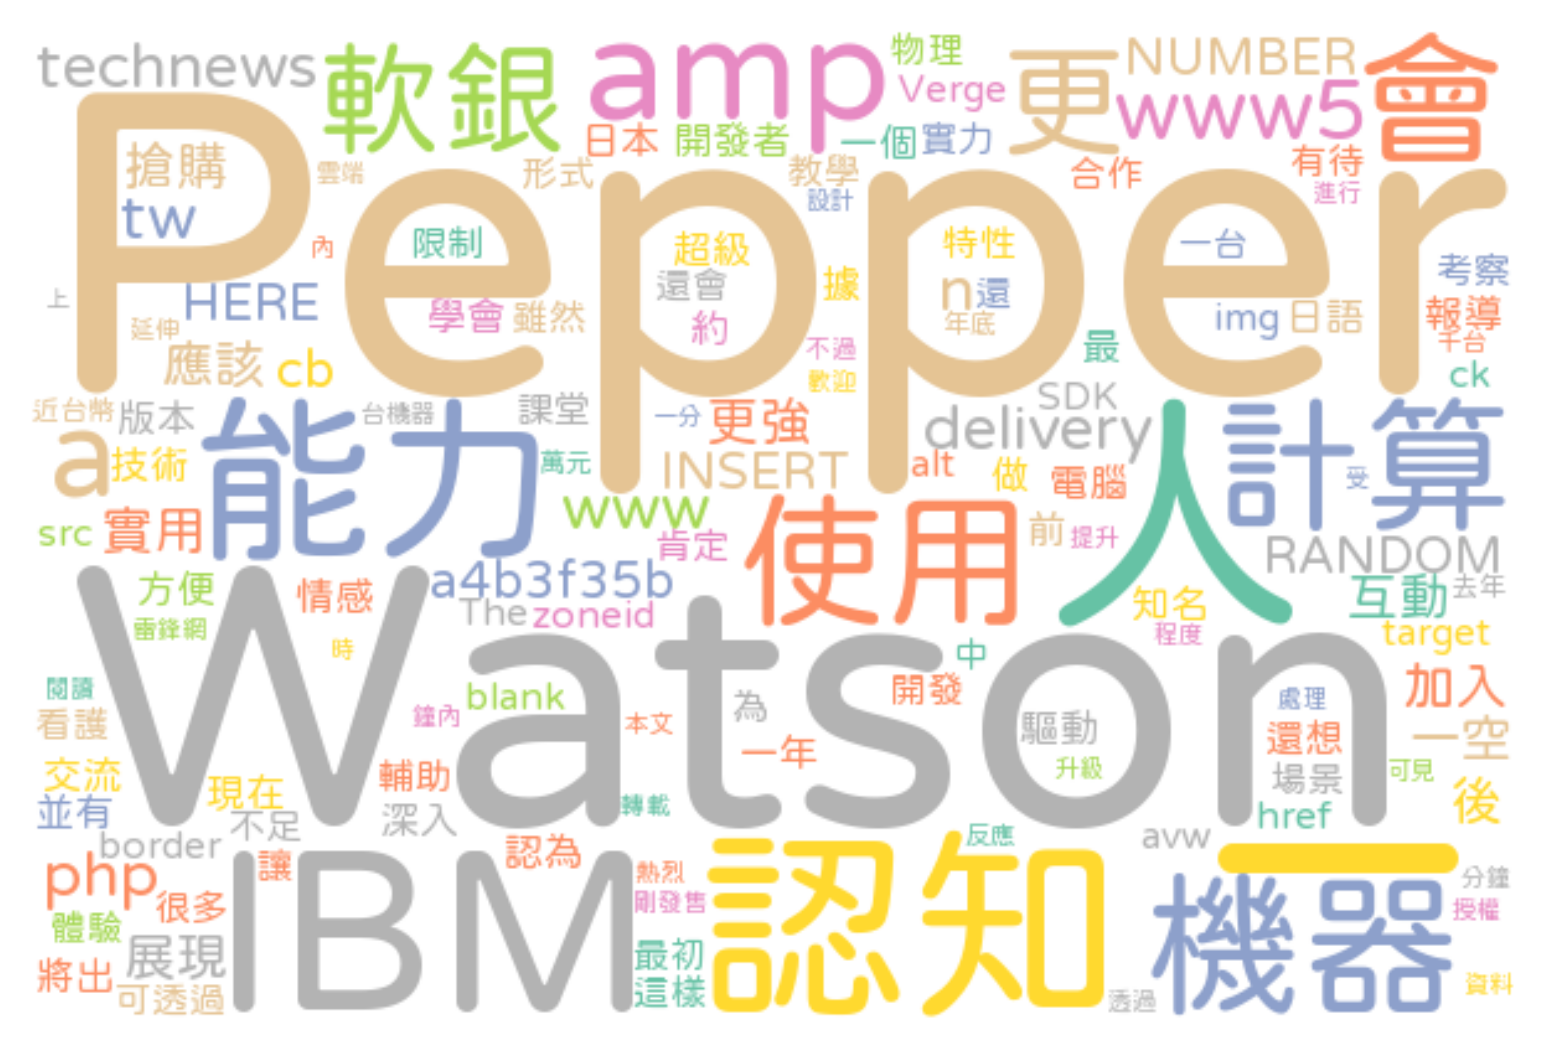 technews
軟銀
amp
物理
Verge
更
NUMBER
www5
會
日本
開發者
一個
實力
搶購
雲端
形式
教學
設計
合作
有待
進行
Pepper
tw
內
限制
超級
還會
據
特性
n
還
一台
考察
上
HERE
延伸
學會
雖然
約
年底
img
日語
報導
千台
應該
cb
不過
歡迎
最
ck
近台幣
版本
台機器
課堂
一分
更強
SDK
delivery
a
技術
能力
萬元
INSERT
alt
做
電腦
人
計算
受
src
實用
www
肯定
使用
前
提升
RANDOM
方便
雷鋒網
情感
a4b3f35b
The
zoneid
知名
程度
互動
去年
target
時
Watson
中
閱讀
看護
鐘內
blank
本文
為
一年
開發
驅動
升級
處理
還想
場景
加入
一空
可見
交流
並有
現在
不足
輔助
深入
轉載
href
後
border
php
很多
讓
認為
熱烈
剛發售
反應
avw
一
分鐘
授權
體驗
展現
將出
可透過
IBM
最初
這樣
認知
透過
機器
資料